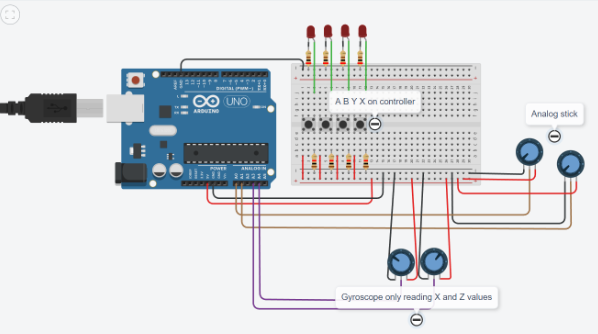 A B Y X on controller
Analog stick
DIGITAL (PWM~)
UNO
ARDUINO
POWER
ANALOG IN
Gyroscope only reading X and Z values